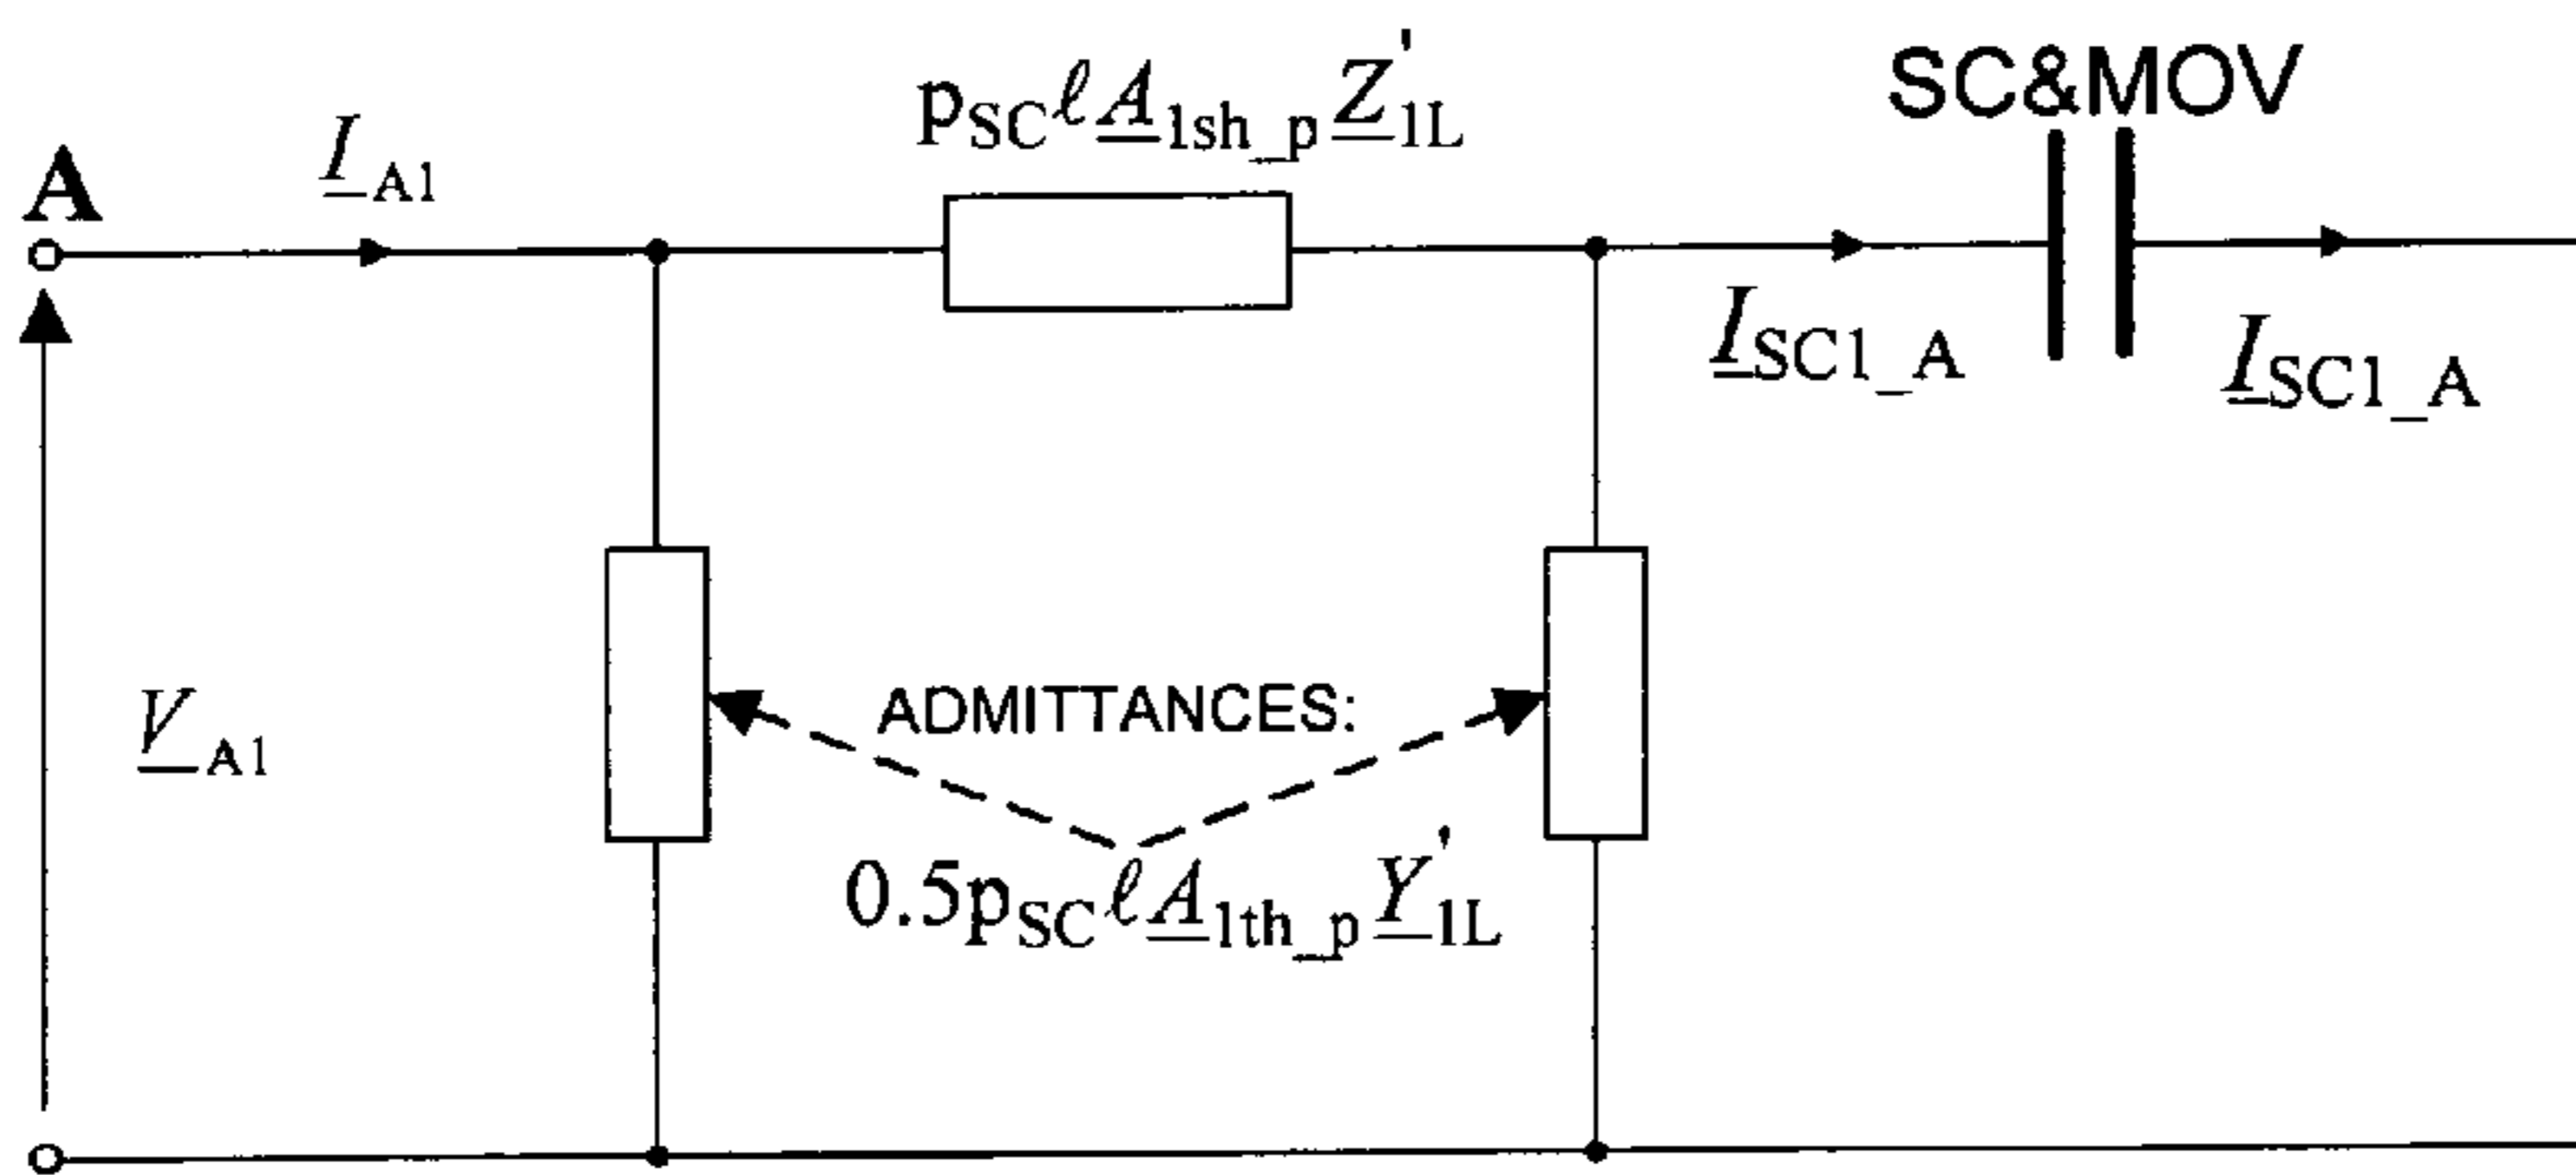 p_SC ℓ A_1sh_p Z'_1L
SC&MOV
A
I_A1
I_SC1_A
I_SC1_A
V_A1
ADMITTANCES:
0.5p_SC ℓ A_1th_p Y'_1L